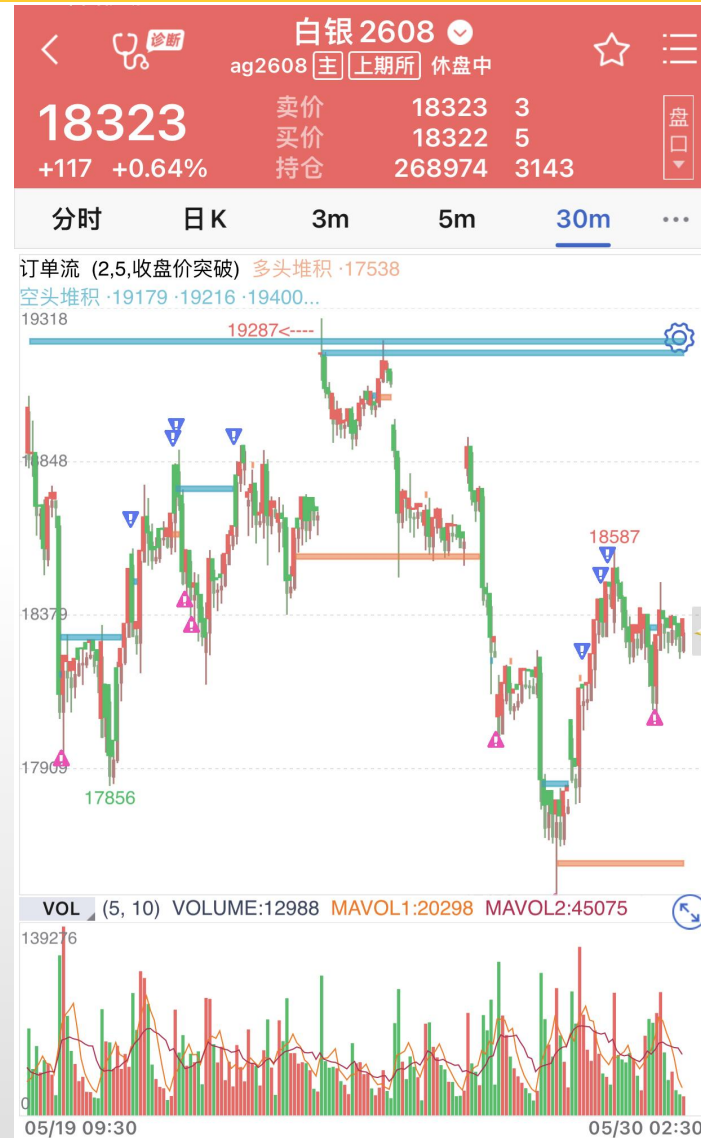 白银 2608
诊断
ag2608 主 上期所 休盘中
18323
+117 +0.64%
卖价 18323 3
买价 18322 5
持仓 268974 3143
盘口
分时 日K 3m 5m 30m ...
订单流 (2,5,收盘价突破) 多头堆积 ·17538
空头堆积 ·19179 ·19216 ·19400...
19318
19287<----
18848
18587
18379
17909
17856
VOL (5, 10) VOLUME:12988 MAVOL1:20298 MAVOL2:45075
139276
0
05/19 09:30 05/30 02:30